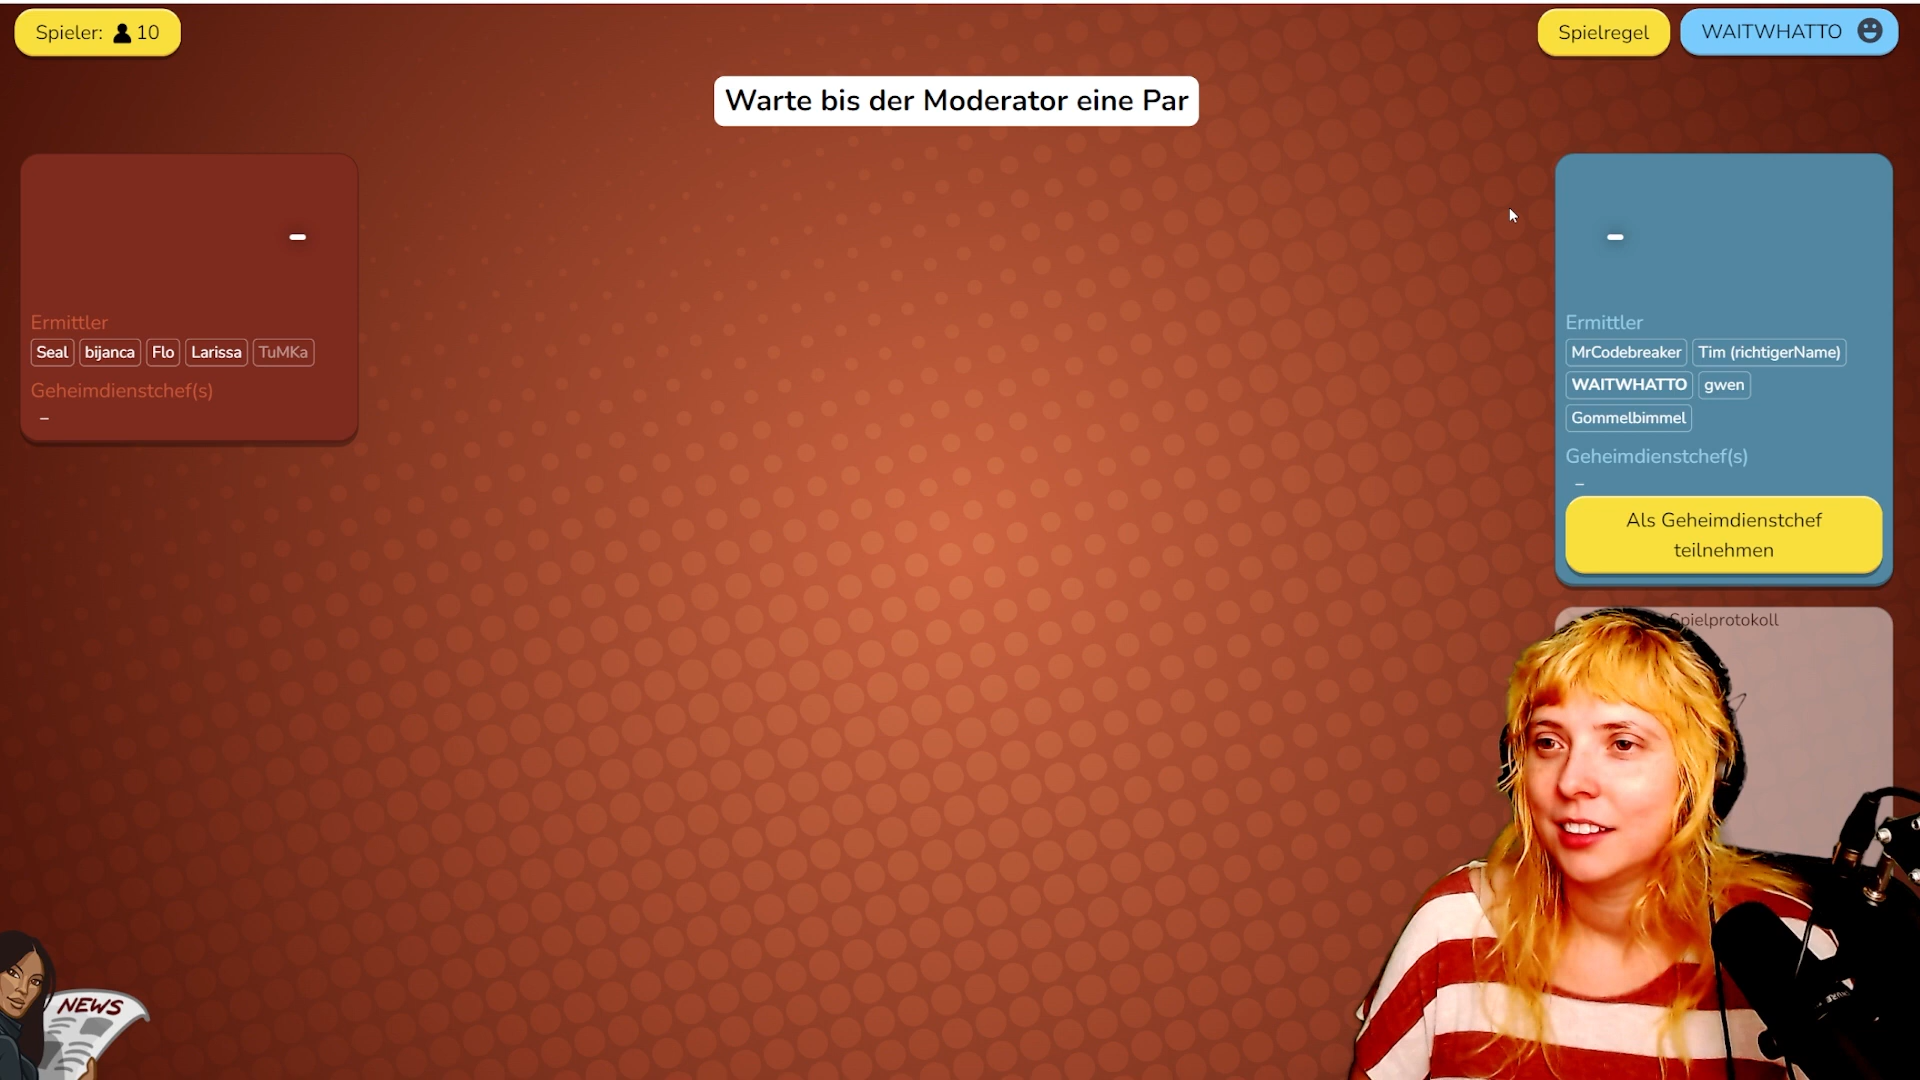 Spieler: 10
Spielregel
WAITWHATTO
Warte bis der Moderator eine Par
-
Ermittler
Seal bijanca Flo Larissa TuMKa
Geheimdienstchef(s)
–
-
Ermittler
MrCodebreaker Tim (richtigerName)
WAITWHATTO gwen
Gommelbimmel
Geheimdienstchef(s)
–
Als Geheimdienstchef
teilnehmen
Spielprotokoll
NEWS